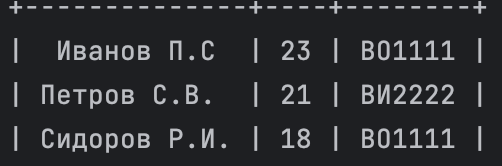 +--------------+----+--------+
|  Иванов П.С  | 23 | ВО1111 |
| Петров С.В.  | 21 | ВИ2222 |
| Сидоров Р.И. | 18 | ВО1111 |